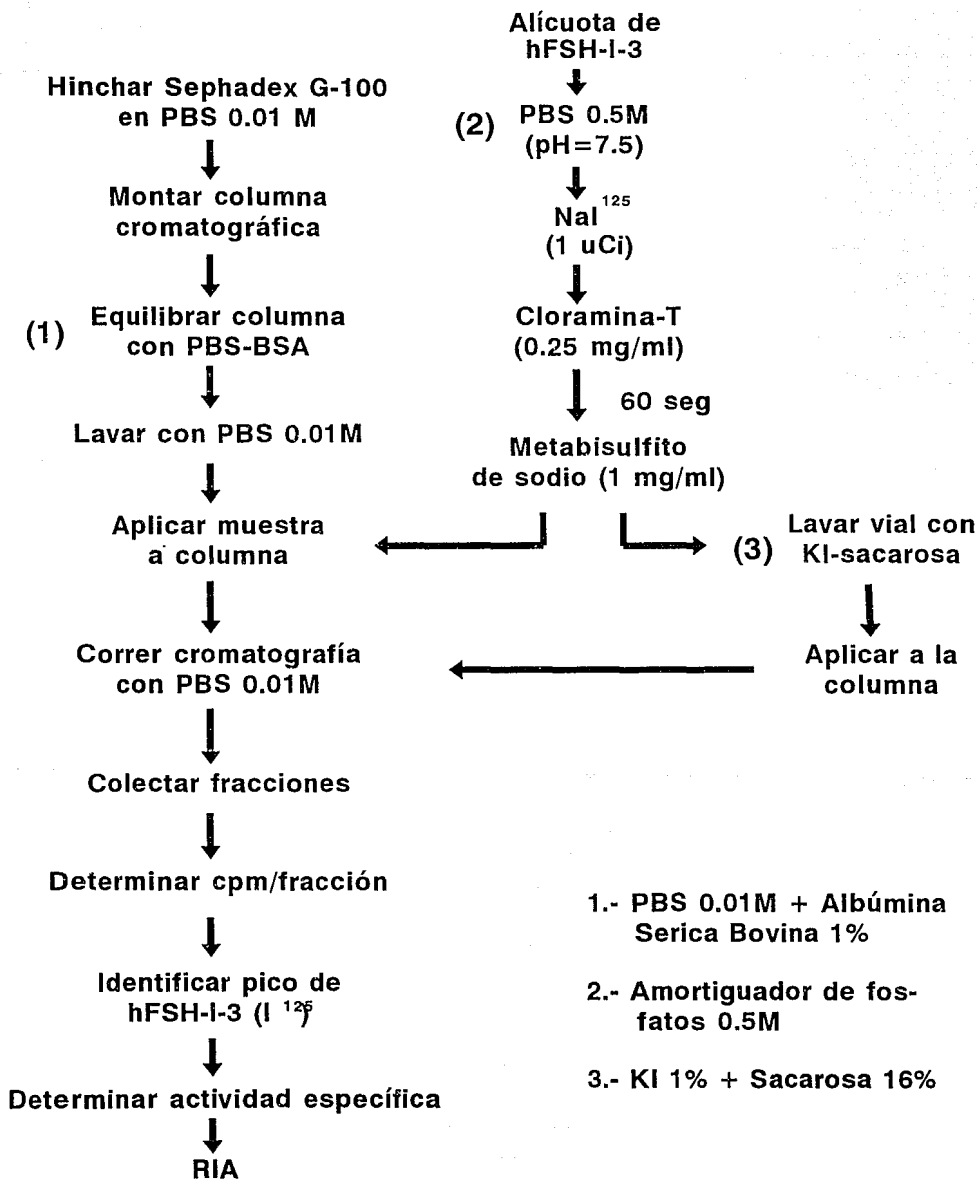 Hinchar Sephadex G-100
en PBS 0.01 M
Montar columna
cromatográfica
(1)
Equilibrar columna
con PBS-BSA
Lavar con PBS 0.01M
Aplicar muestra
a columna
Correr cromatografía
con PBS 0.01M
Colectar fracciones
Determinar cpm/fracción
Identificar pico de
hFSH-I-3 (I 125)
Determinar actividad específica
RIA
Alícuota de
hFSH-I-3
(2)
PBS 0.5M
(pH=7.5)
NaI 125
(1 uCi)
Cloramina-T
(0.25 mg/ml)
60 seg
Metabisulfito
de sodio (1 mg/ml)
(3)
Lavar vial con
KI-sacarosa
Aplicar a la
columna
1.- PBS 0.01M + Albúmina
Serica Bovina 1%
2.- Amortiguador de fos-
fatos 0.5M
3.- KI 1% + Sacarosa 16%